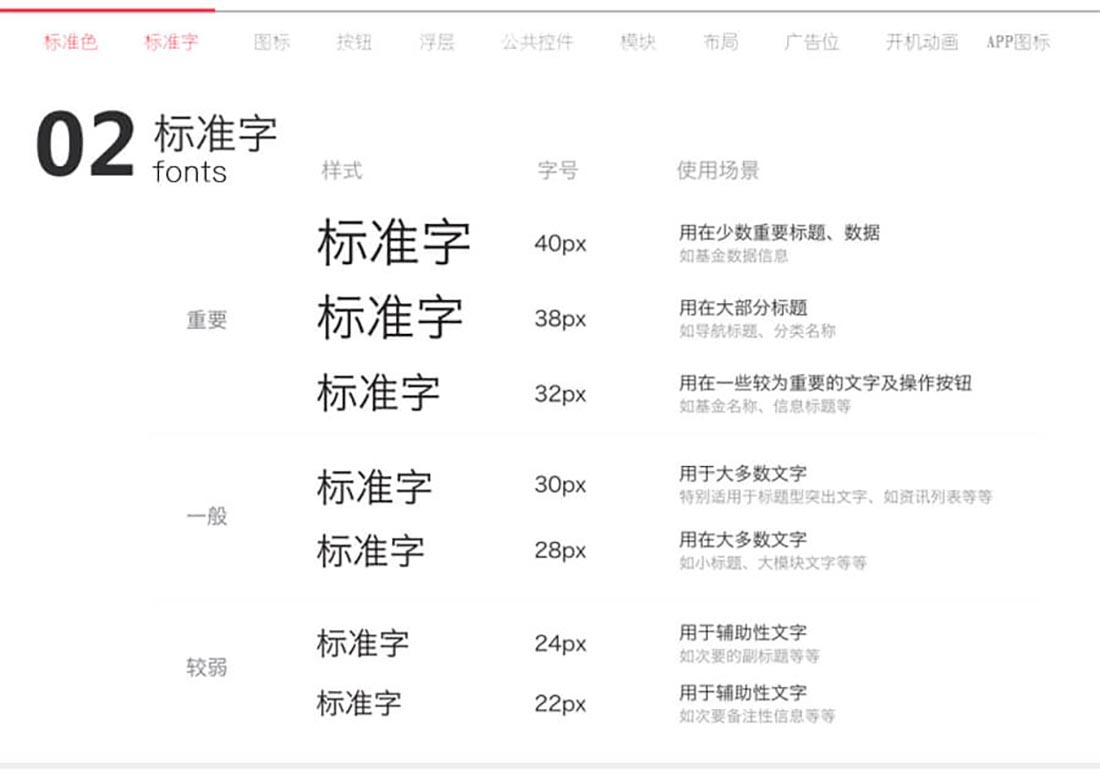 标准色 标准字 图标 按钮 浮层 公共控件 模块 布局 广告位 开机动画 APP图标
02 标准字
fonts
样式 字号 使用场景
重要
标准字 40px 用在少数重要标题、数据
如基金数据信息
标准字 38px 用在大部分标题
如导航标题、分类名称
标准字 32px 用在一些较为重要的文字及操作按钮
如基金名称、信息标题等
一般
标准字 30px 用于大多数文字
特别适用于标题型突出文字、如资讯列表等等
标准字 28px 用在大多数文字
如小标题、大模块文字等等
较弱
标准字 24px 用于辅助性文字
如次要的副标题等等
标准字 22px 用于辅助性文字
如次要备注性信息等等